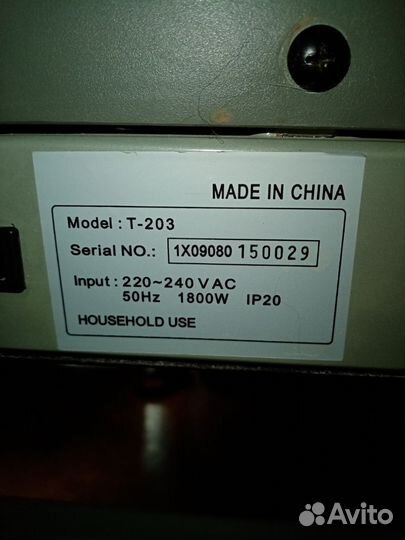 MADE IN CHINA
Model : T-203
Serial NO.: 1X09080 150029
Input : 220~240 V AC
50Hz 1800W IP20
HOUSEHOLD USE
Avito